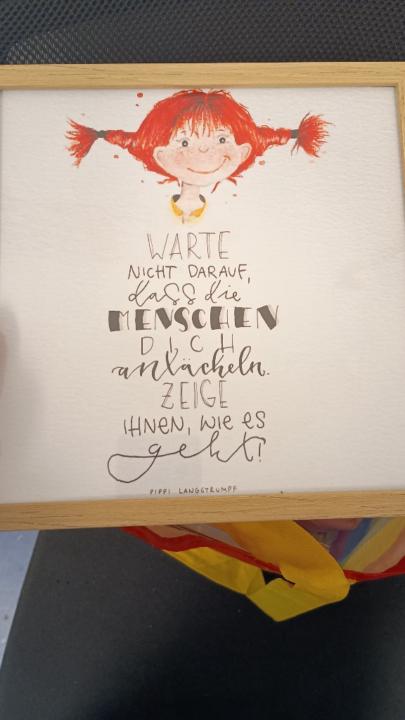 WARTE
NICHT DARAUF,
dass die
MENSCHEN
DICH
anlächeln.
ZEIGE
IHNEN, WIE ES
geht!
PIPPI LANGSTRUMPF